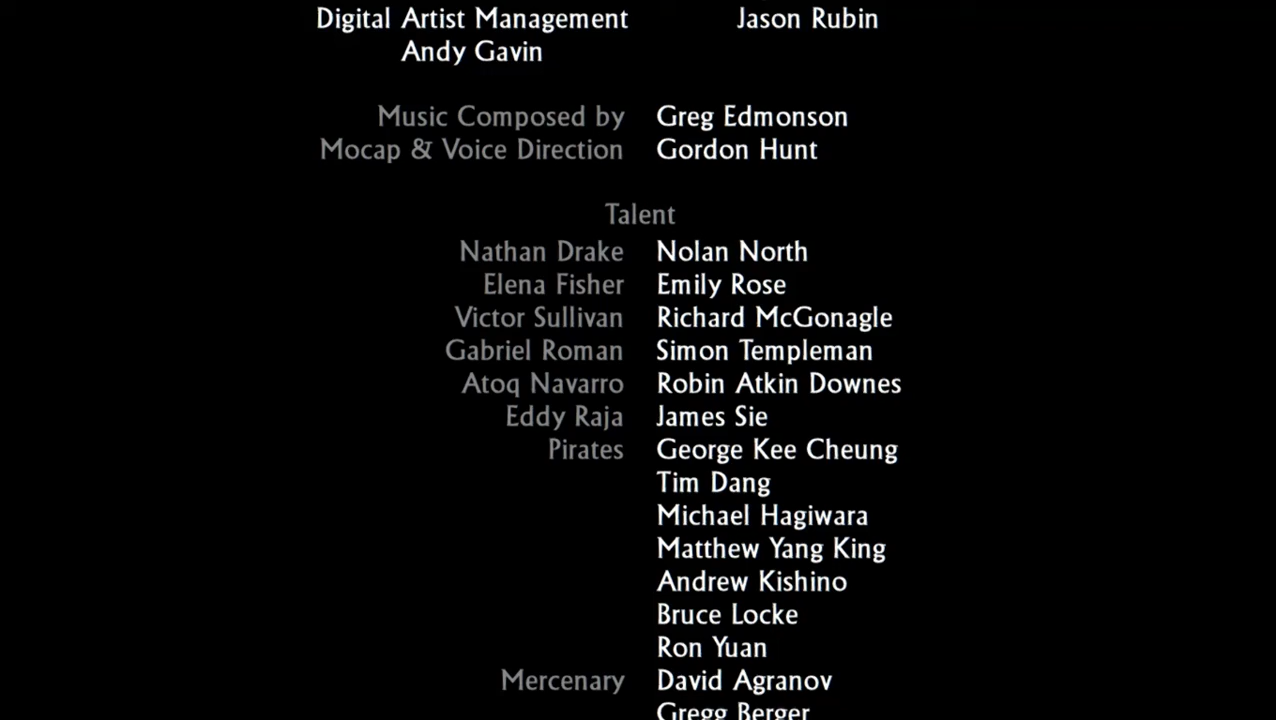 Digital Artist Management Jason Rubin
Andy Gavin
Music Composed by Greg Edmonson
Mocap & Voice Direction Gordon Hunt
Talent
Nathan Drake Nolan North
Elena Fisher Emily Rose
Victor Sullivan Richard McGonagle
Gabriel Roman Simon Templeman
Atoq Navarro Robin Atkin Downes
Eddy Raja James Sie
Pirates George Kee Cheung
Tim Dang
Michael Hagiwara
Matthew Yang King
Andrew Kishino
Bruce Locke
Ron Yuan
Mercenary David Agranov
Gregg Berger